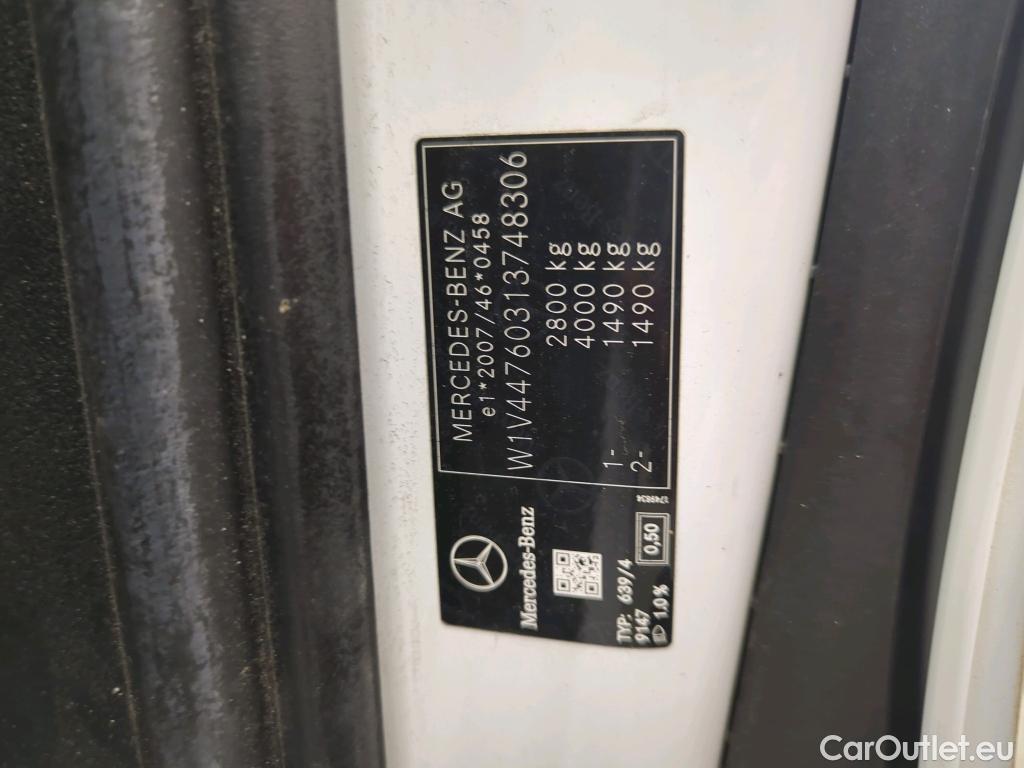 MERCEDES-BENZ AG
e1*2007/46*0458
W1V44760313748306
2800 kg
4000 kg
1- 1490 kg
2- 1490 kg
Mercedes-Benz
TYP: 639/4
9147
1.0%
0,50
CarOutlet.eu